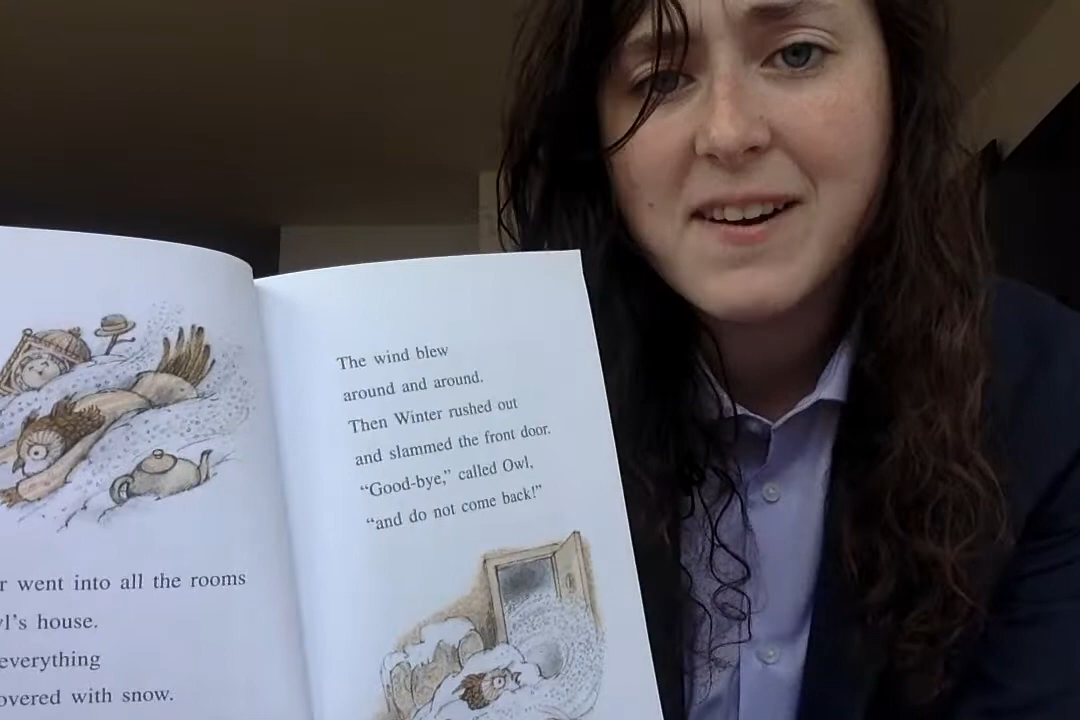 went into all the rooms
house.
everything
with snow.
The wind blew
around and around.
Then Winter rushed out
and slammed the front door.
“Good-bye,” called Owl,
“and do not come back!”